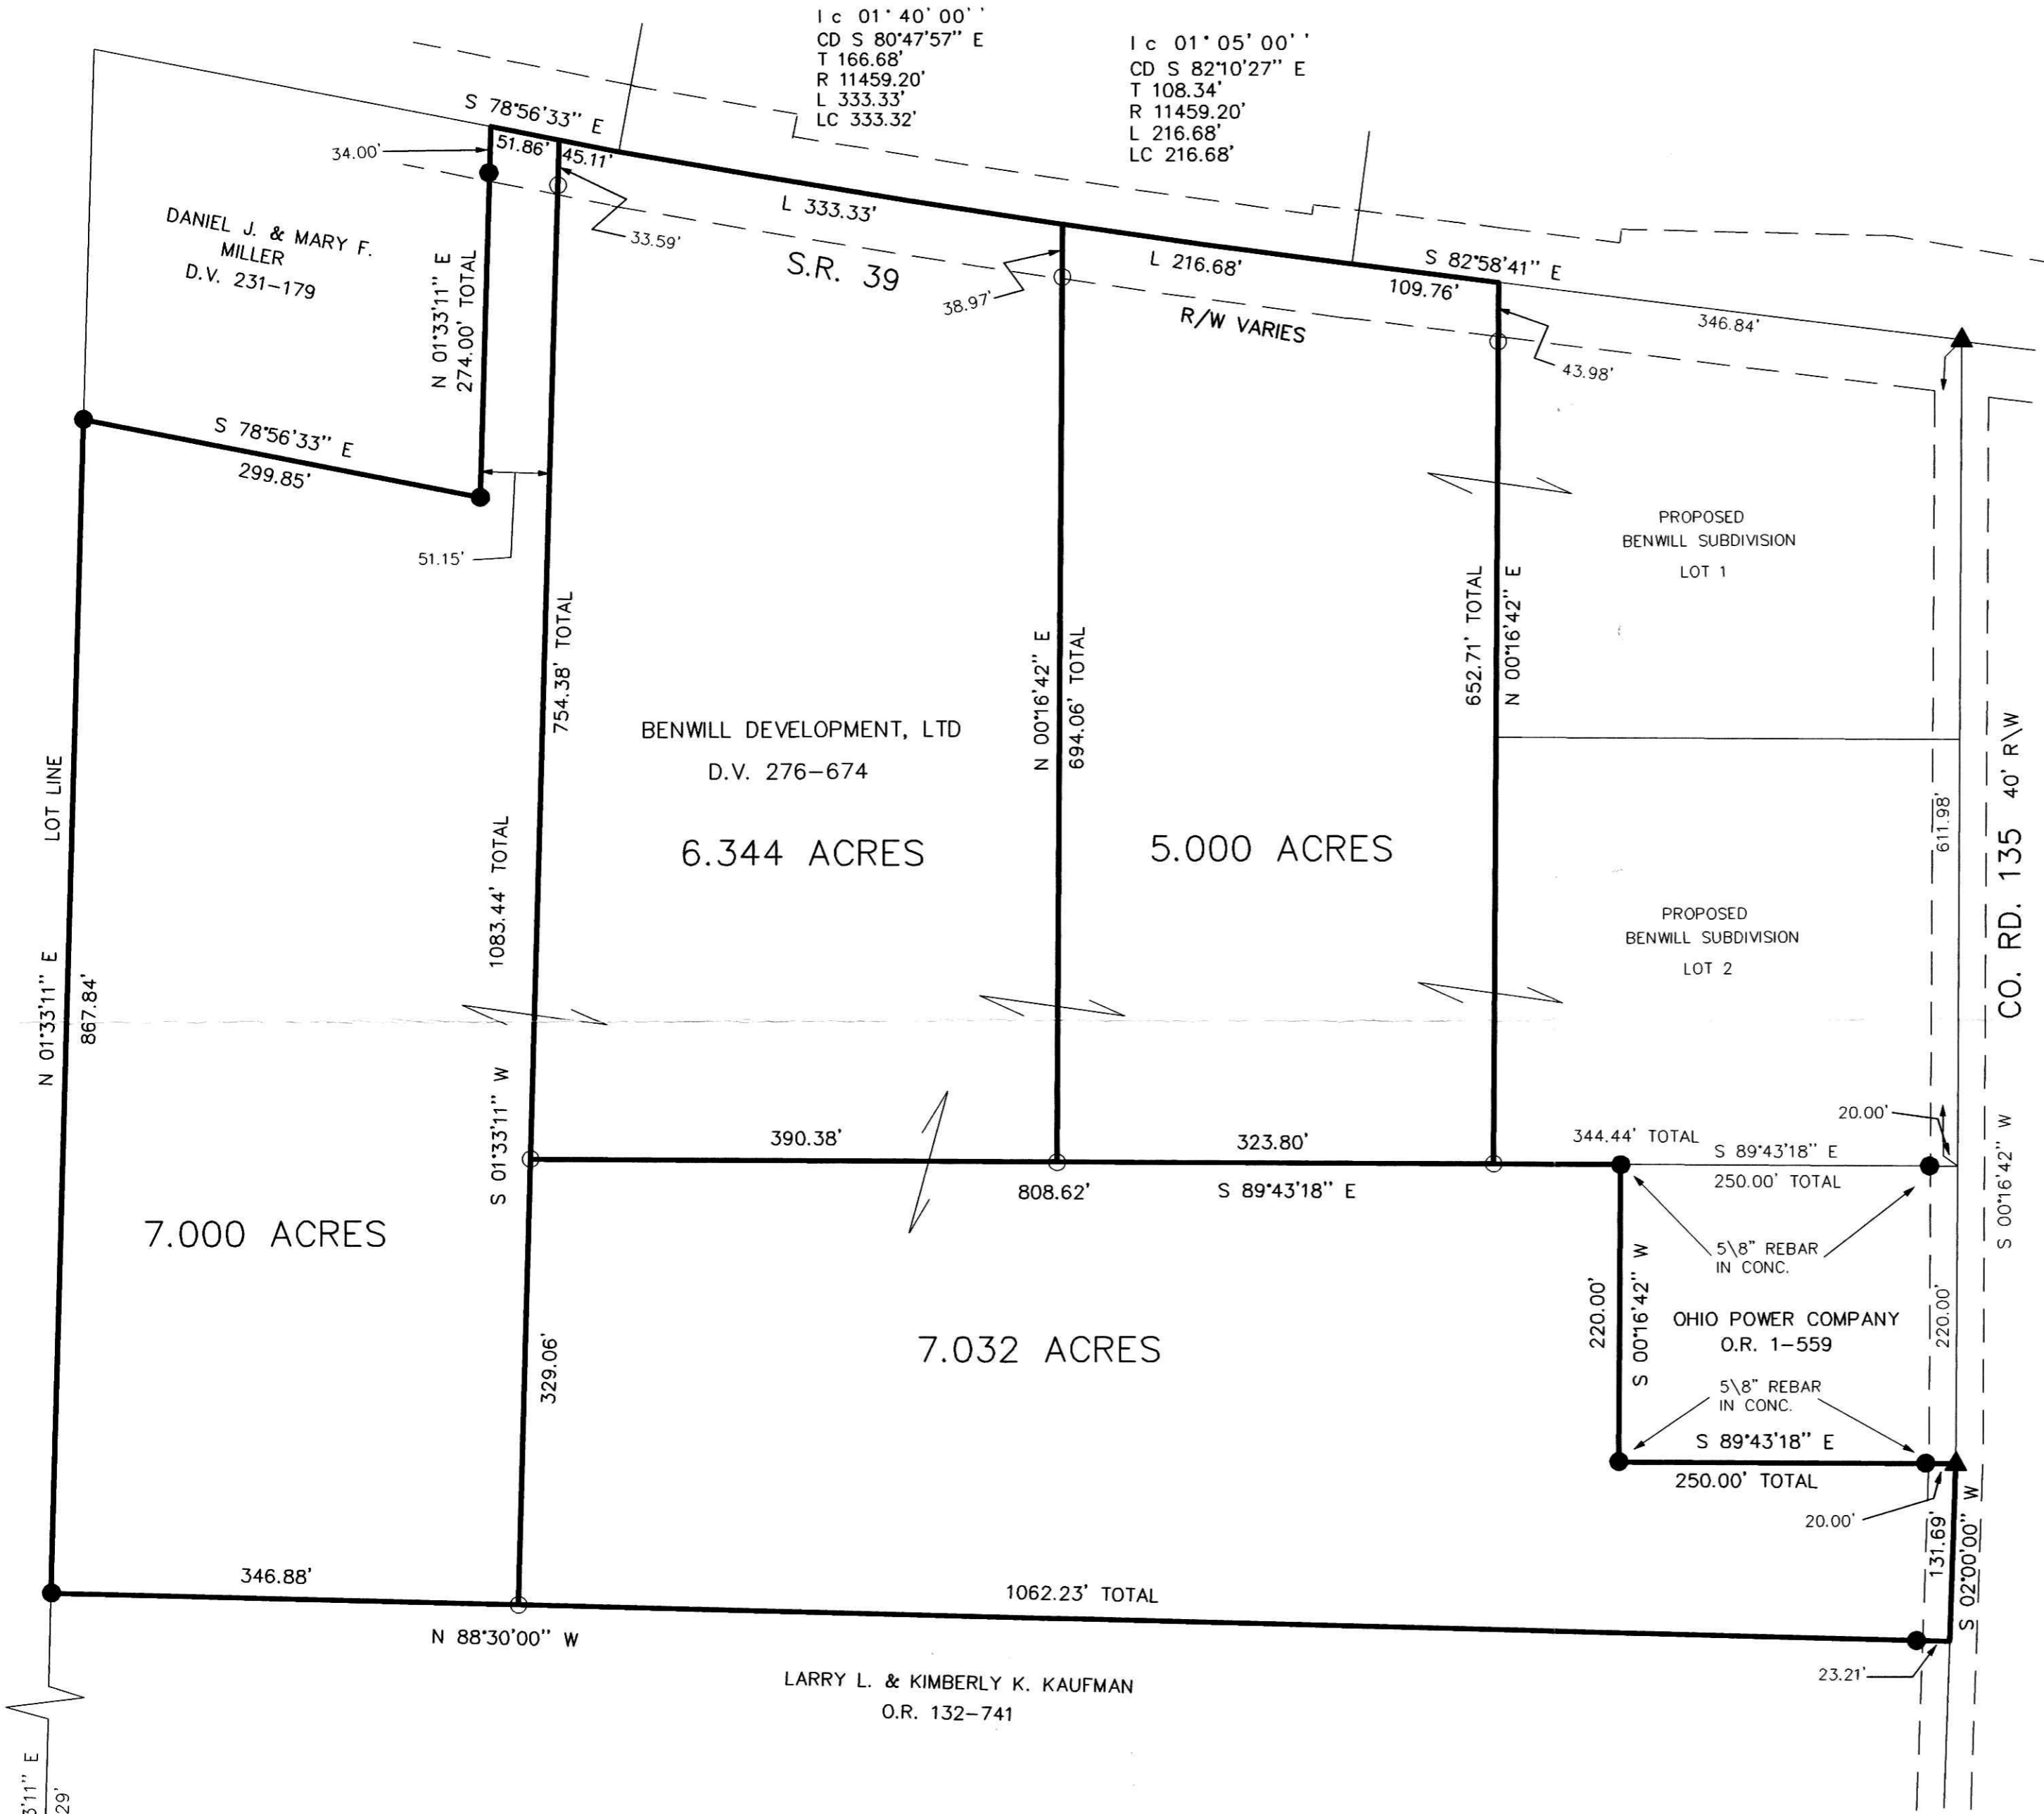 I c 01° 40' 00''
CD S 80°47'57'' E
T 166.68'
R 11459.20'
L 333.33'
LC 333.32'
I c 01° 05' 00''
CD S 82°10'27'' E
T 108.34'
R 11459.20'
L 216.68'
LC 216.68'
S 78°56'33'' E
51.86'
45.11'
34.00'
33.59'
L 333.33'
S.R. 39
38.97'
L 216.68'
S 82°58'41'' E
109.76'
346.84'
R/W VARIES
43.98'
DANIEL J. & MARY F.
MILLER
D.V. 231-179
N 01°33'11'' E
274.00' TOTAL
S 78°56'33'' E
299.85'
51.15'
PROPOSED
BENWILL SUBDIVISION
LOT 1
754.38' TOTAL
N 00°16'42'' E
694.06' TOTAL
652.71' TOTAL
N 00°16'42'' E
BENWILL DEVELOPMENT, LTD
D.V. 276-674
6.344 ACRES
5.000 ACRES
LOT LINE
N 01°33'11'' E
867.84'
1083.44' TOTAL
S 01°33'11'' W
611.98'
CO. RD. 135 40' R\W
PROPOSED
BENWILL SUBDIVISION
LOT 2
20.00'
390.38'
323.80'
344.44' TOTAL
S 89°43'18'' E
250.00' TOTAL
808.62'
S 89°43'18'' E
S 00°16'42'' W
7.000 ACRES
5\8" REBAR
IN CONC.
220.00'
S 00°16'42'' W
OHIO POWER COMPANY
O.R. 1-559
220.00'
7.032 ACRES
329.06'
5\8" REBAR
IN CONC.
S 89°43'18'' E
250.00' TOTAL
20.00'
131.69'
S 02°00'00'' W
346.88'
1062.23' TOTAL
N 88°30'00'' W
23.21'
LARRY L. & KIMBERLY K. KAUFMAN
O.R. 132-741
3'11'' E
29'